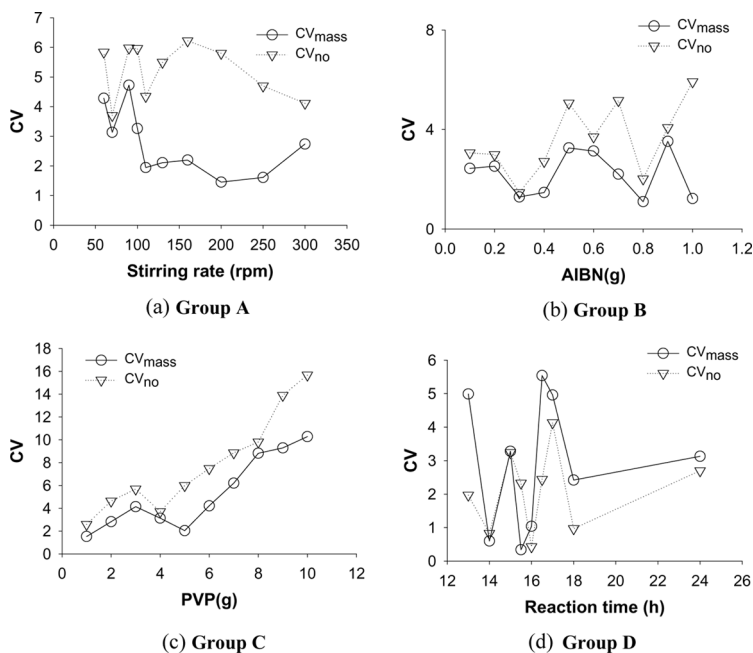 7
6
5
4
3
2
1
0
CV
CVmass
CVno
0 50 100 150 200 250 300 350
Stirring rate (rpm)
(a) Group A
8
4
0
CV
CVmass
CVno
0.0 0.2 0.4 0.6 0.8 1.0 1.2
AIBN(g)
(b) Group B
18
16
14
12
10
8
6
4
2
0
CV
CVmass
CVno
0 2 4 6 8 10 12
PVP(g)
(c) Group C
CVmass
CVno
6
5
4
3
2
1
0
CV
12 14 16 18 20 22 24 26
Reaction time (h)
(d) Group D